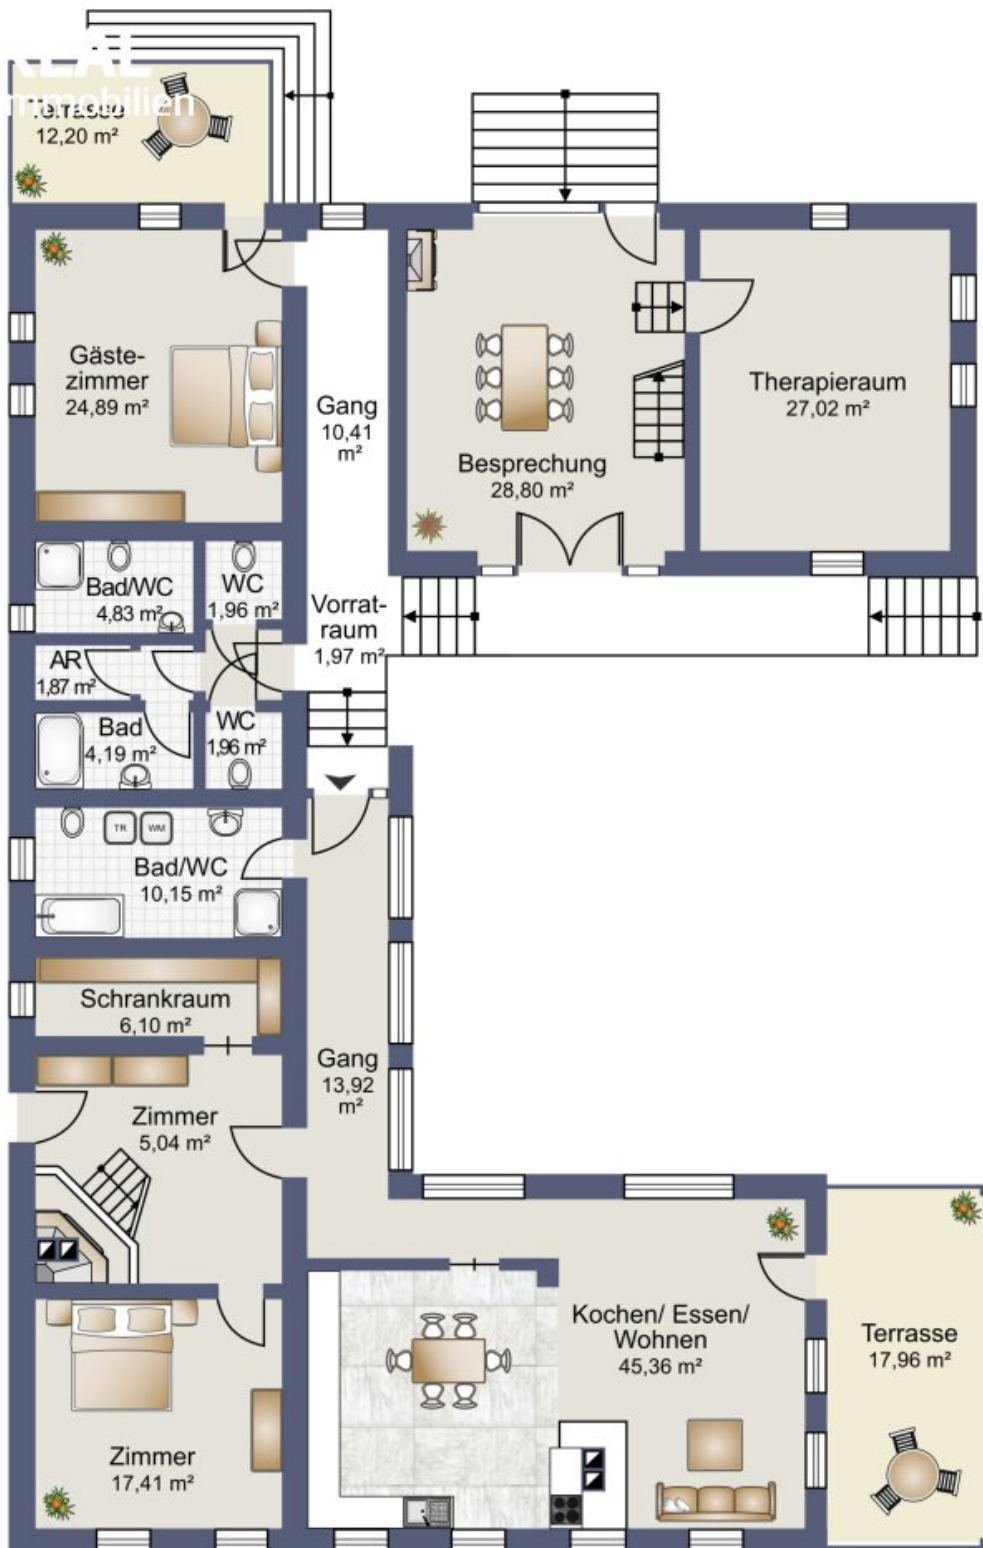 REAL
Immobilien
Terrasse
12,20 m²
Gäste-
zimmer
24,89 m²
Gang
10,41
m²
Besprechung
28,80 m²
Therapieraum
27,02 m²
Bad/WC
4,83 m²
WC
1,96 m²
Vorrat-
raum
1,97 m²
AR
1,87 m²
Bad
4,19 m²
WC
1,96 m²
TR
WM
Bad/WC
10,15 m²
Schrankraum
6,10 m²
Gang
13,92
m²
Zimmer
5,04 m²
Kochen/ Essen/
Wohnen
45,36 m²
Terrasse
17,96 m²
Zimmer
17,41 m²